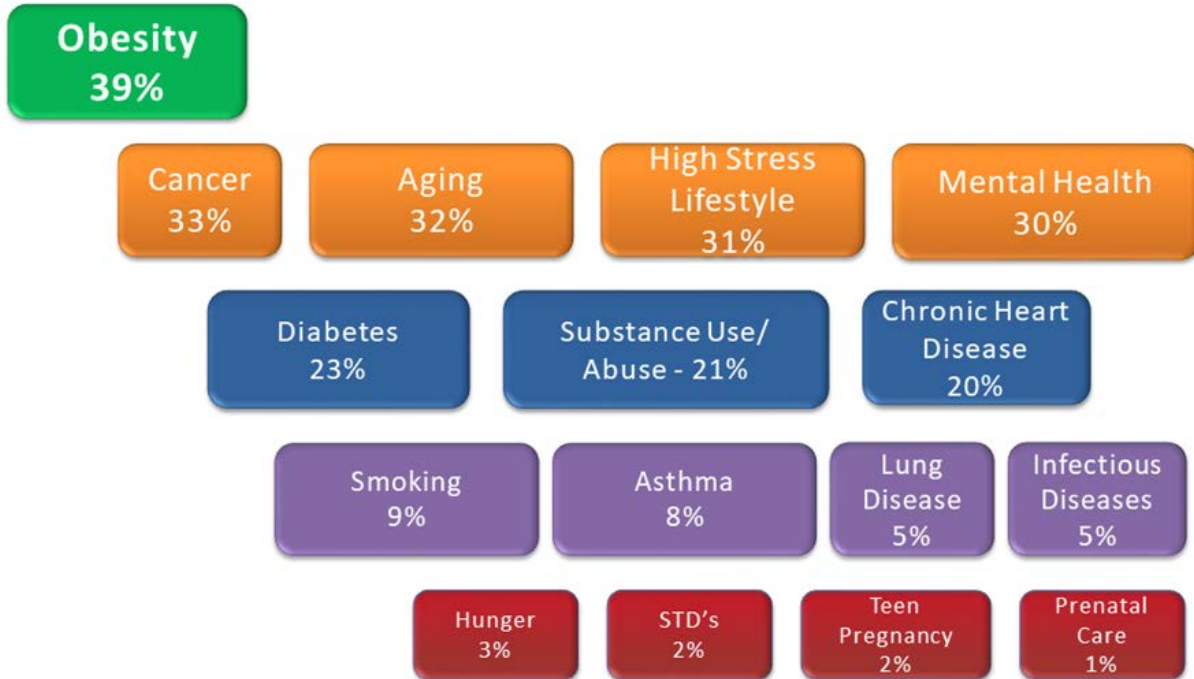 Obesity
39%
Cancer
33%
Aging
32%
High Stress
Lifestyle
31%
Mental Health
30%
Diabetes
23%
Substance Use/
Abuse - 21%
Chronic Heart
Disease
20%
Smoking
9%
Asthma
8%
Lung
Disease
5%
Infectious
Diseases
5%
Hunger
3%
STD's
2%
Teen
Pregnancy
2%
Prenatal
Care
1%